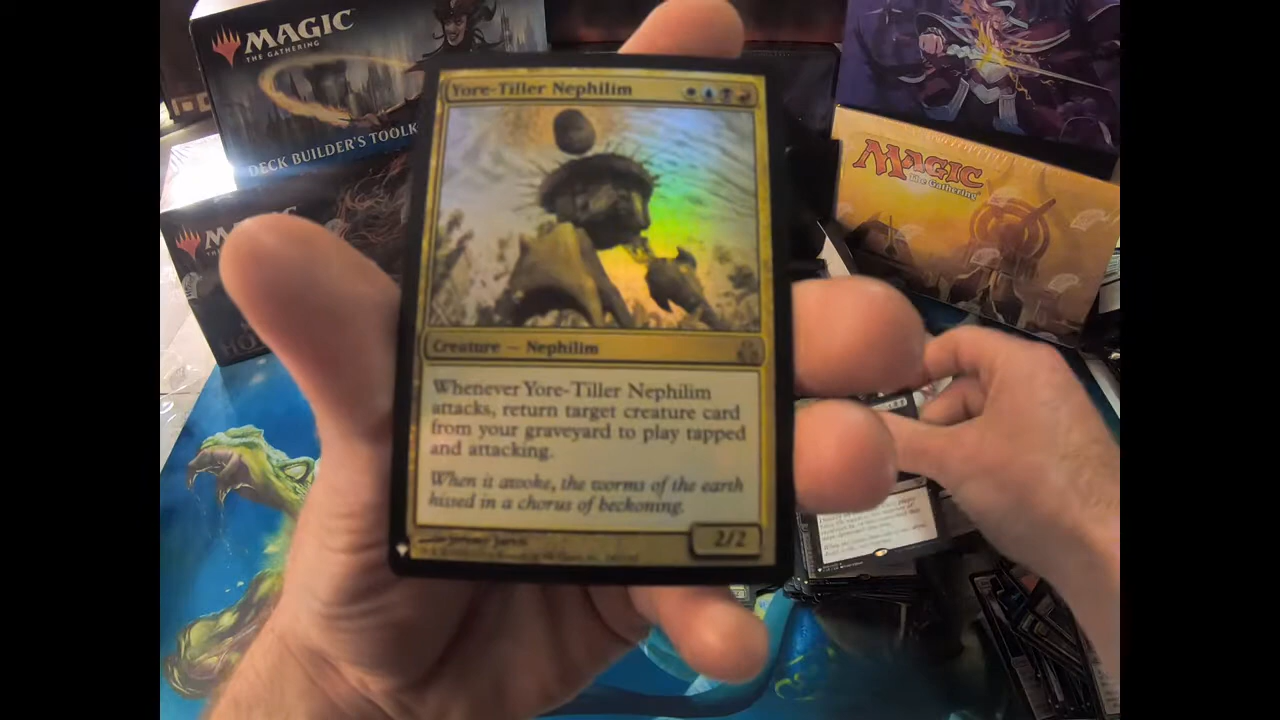 MAGIC
THE GATHERING
DECK BUILDER'S TOOLK
MAGIC
The Gathering
Yore-Tiller Nephilim
Creature — Nephilim
Whenever Yore-Tiller Nephilim
attacks, return target creature card
from your graveyard to play tapped
and attacking.
When it awoke, the worms of the earth
hissed in a chorus of beckoning.
2/2